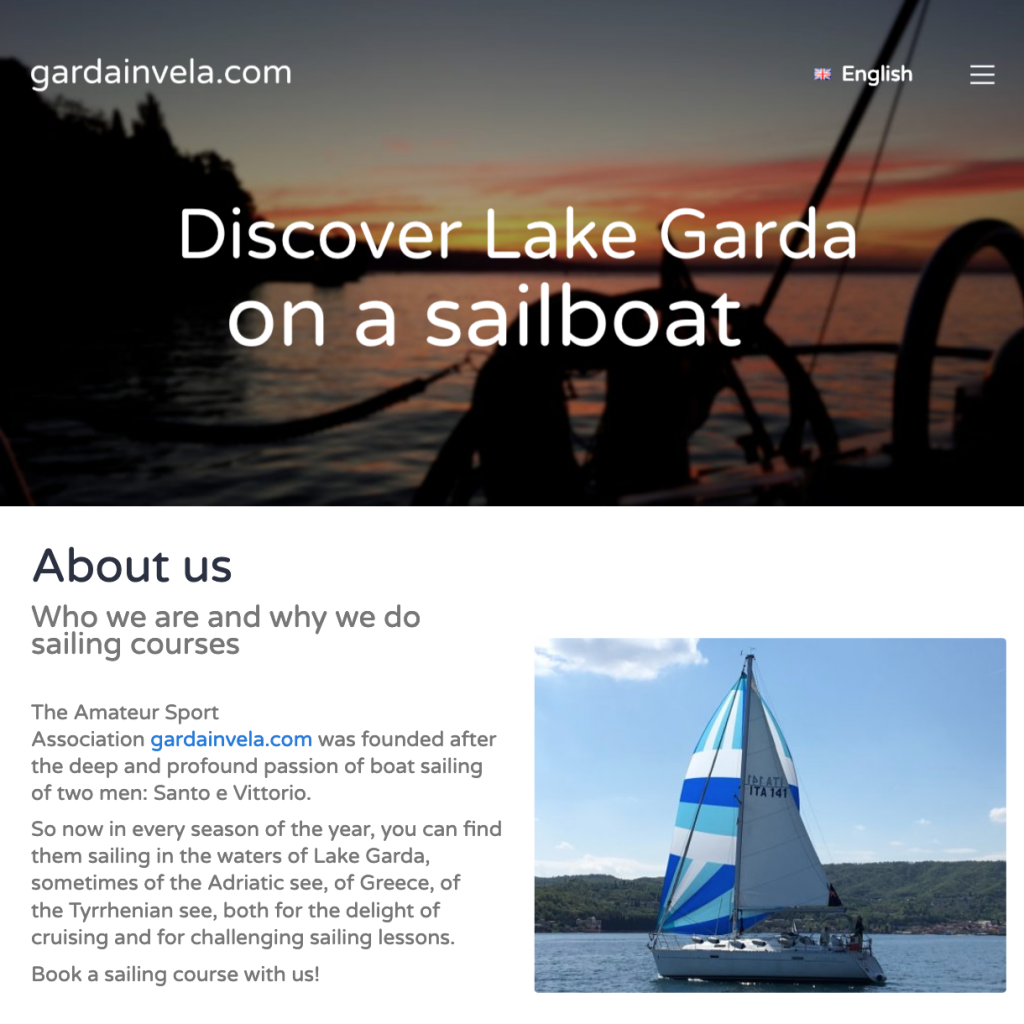 gardainvela.com
English
Discover Lake Garda
on a sailboat
About us
Who we are and why we do
sailing courses
The Amateur Sport
Association gardainvela.com was founded after
the deep and profound passion of boat sailing
of two men: Santo e Vittorio.
So now in every season of the year, you can find
them sailing in the waters of Lake Garda,
sometimes of the Adriatic see, of Greece, of
the Tyrrhenian see, both for the delight of
cruising and for challenging sailing lessons.
Book a sailing course with us!
ITA 141
ITA 141